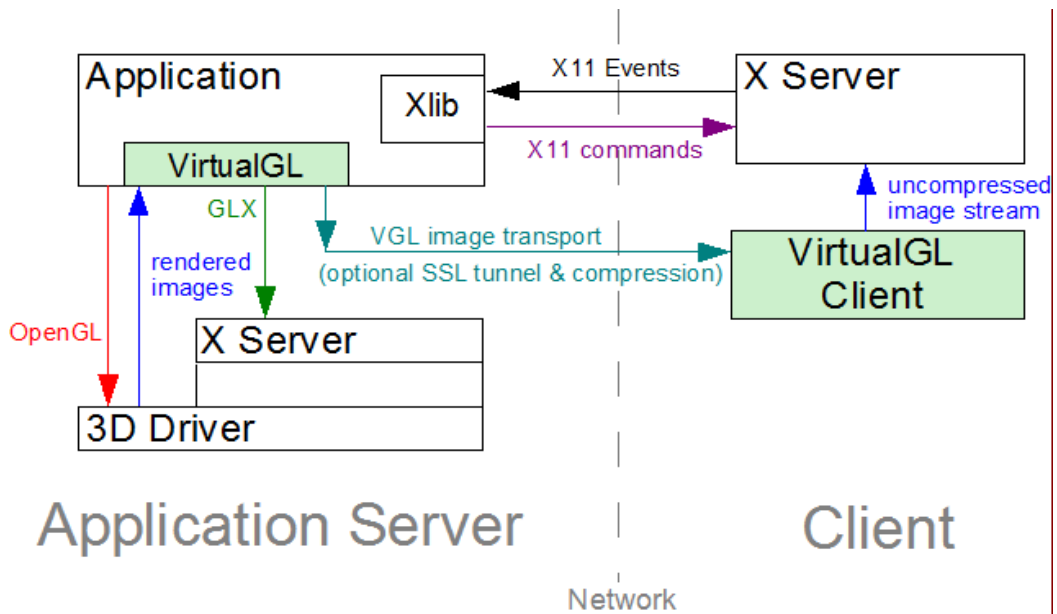 Application
Xlib
X11 Events
X Server
VirtualGL
X11 commands
GLX
uncompressed
image stream
VGL image transport
(optional SSL tunnel & compression)
VirtualGL
Client
rendered
images
OpenGL
X Server
3D Driver
Application Server
Client
Network